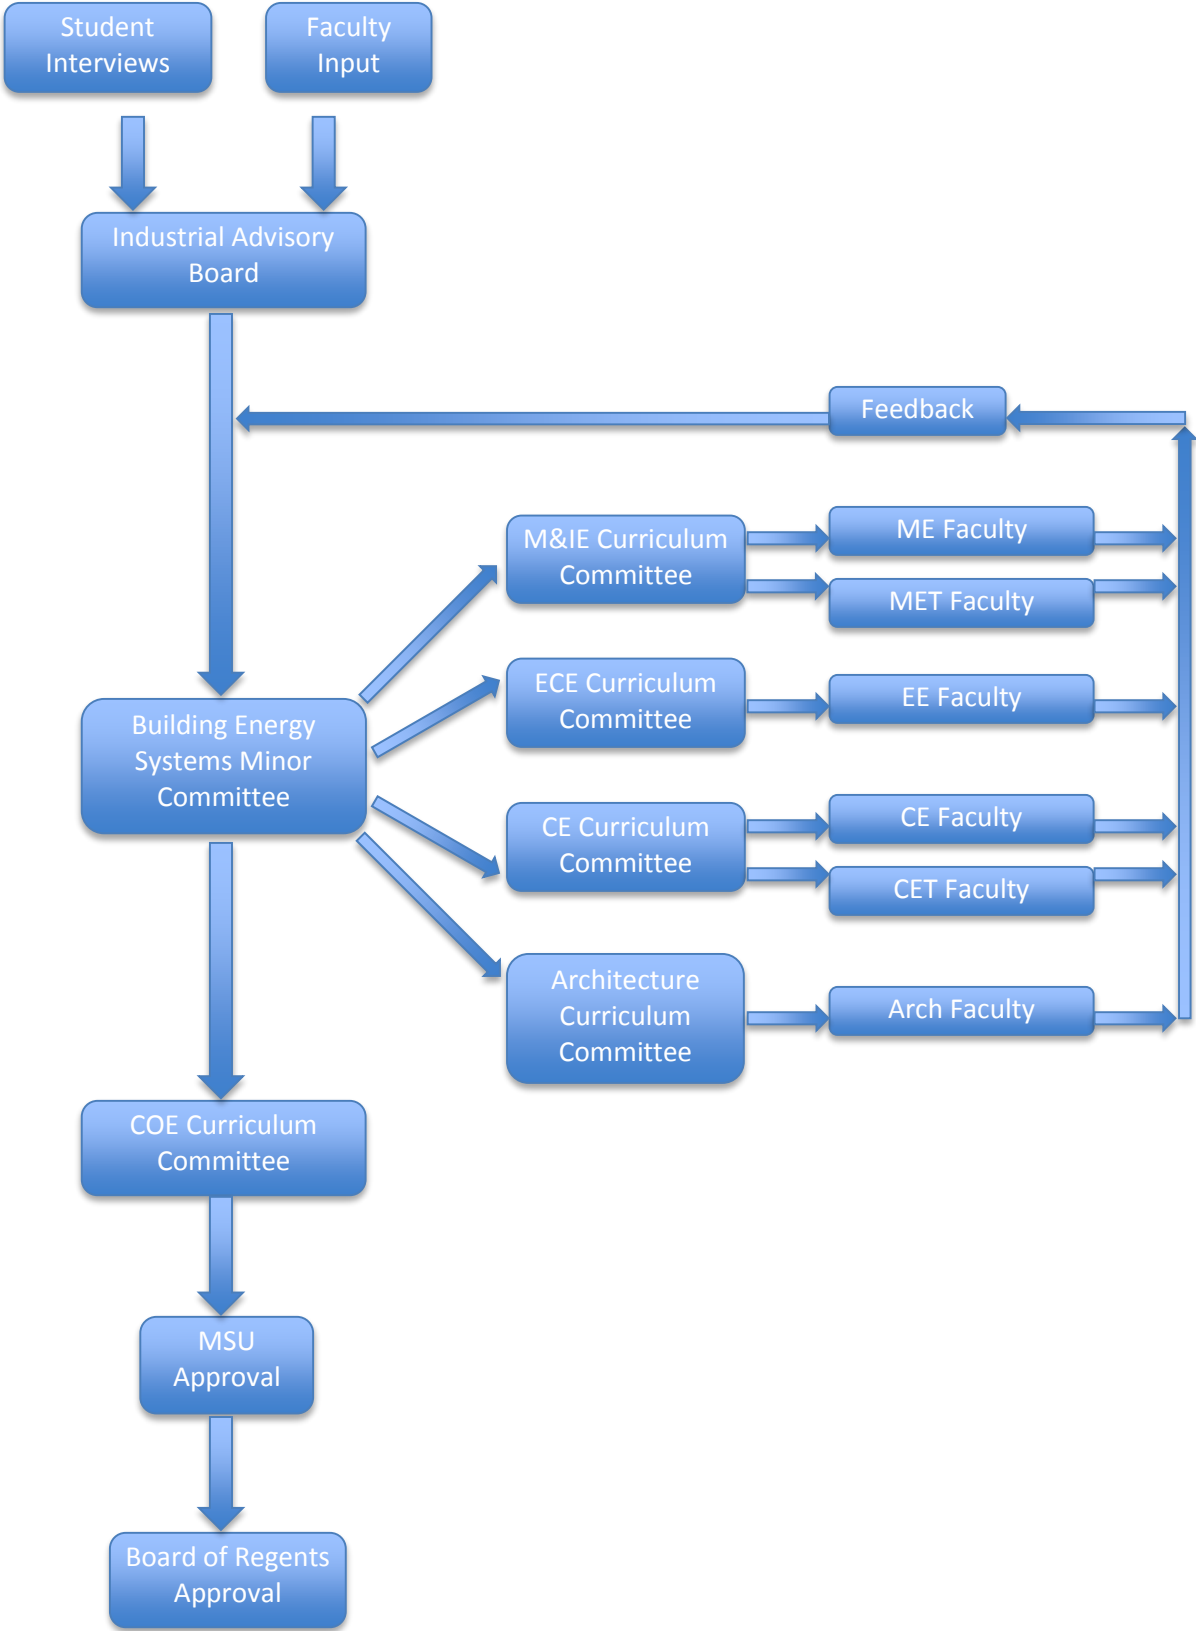 Student
Interviews
Faculty
Input
Industrial Advisory
Board
Feedback
M&IE Curriculum
Committee
ME Faculty
MET Faculty
ECE Curriculum
Committee
EE Faculty
Building Energy
Systems Minor
Committee
CE Curriculum
Committee
CE Faculty
CET Faculty
Architecture
Curriculum
Committee
Arch Faculty
COE Curriculum
Committee
MSU
Approval
Board of Regents
Approval